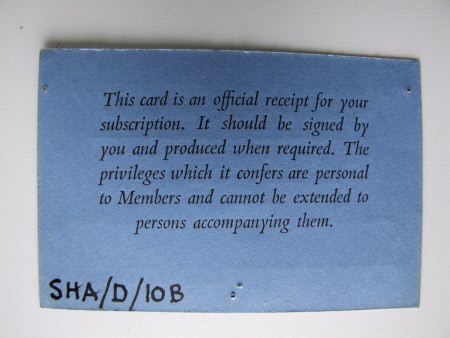 This card is an official receipt for your
subscription. It should be signed by
you and produced when required. The
privileges which it confers are personal
to Members and cannot be extended to
persons accompanying them.
SHA/D/10B